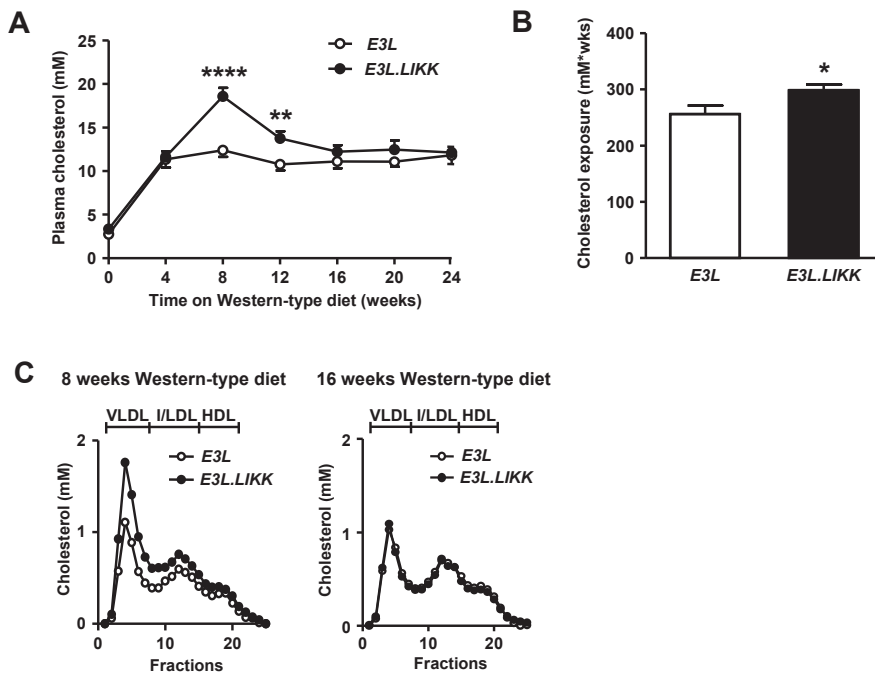 A
Plasma cholesterol (mM)
25
20
15
10
5
0
****
**
E3L
E3L.LIKK
0 4 8 12 16 20 24
Time on Western-type diet (weeks)
B
Cholesterol exposure (mM*wks)
400
300
200
100
0
*
E3L E3L.LIKK
C
8 weeks Western-type diet
VLDL I/LDL HDL
Cholesterol (mM)
2
1
0
E3L
E3L.LIKK
0 10 20
Fractions
16 weeks Western-type diet
VLDL I/LDL HDL
Cholesterol (mM)
2
1
0
E3L
E3L.LIKK
0 10 20
Fractions